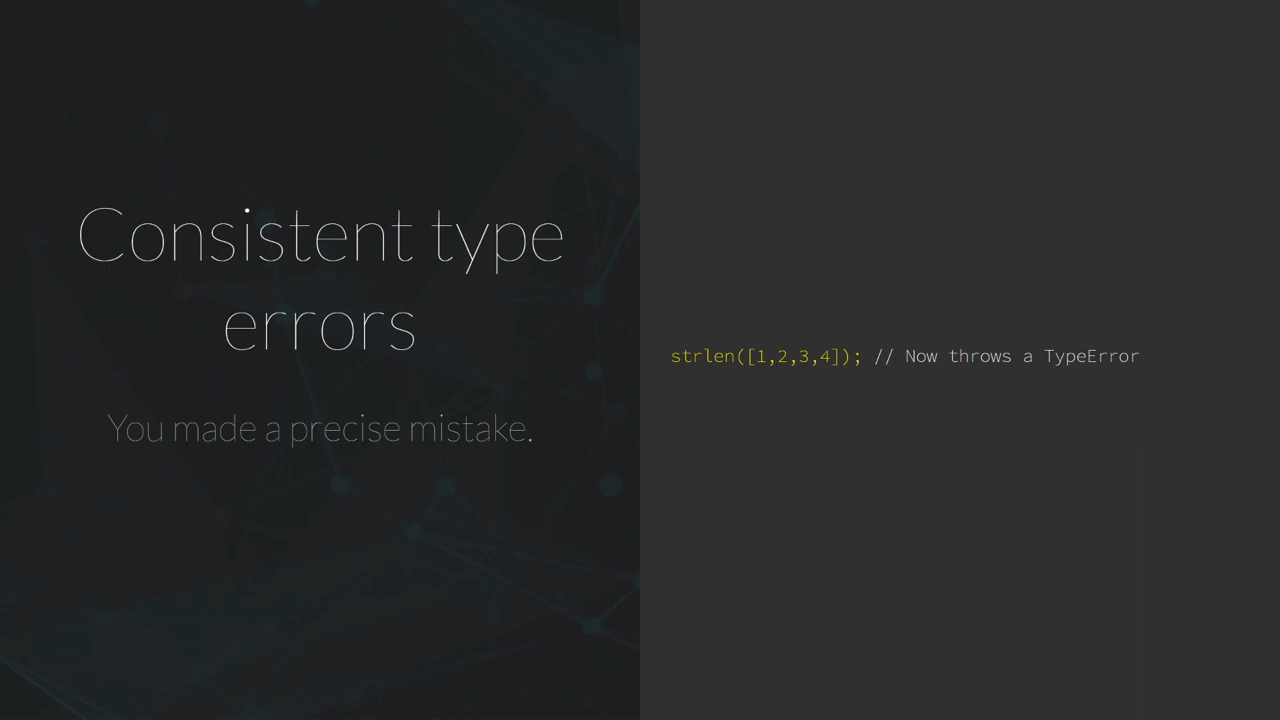 Consistent type
errors
You made a precise mistake.
strlen([1,2,3,4]); // Now throws a TypeError